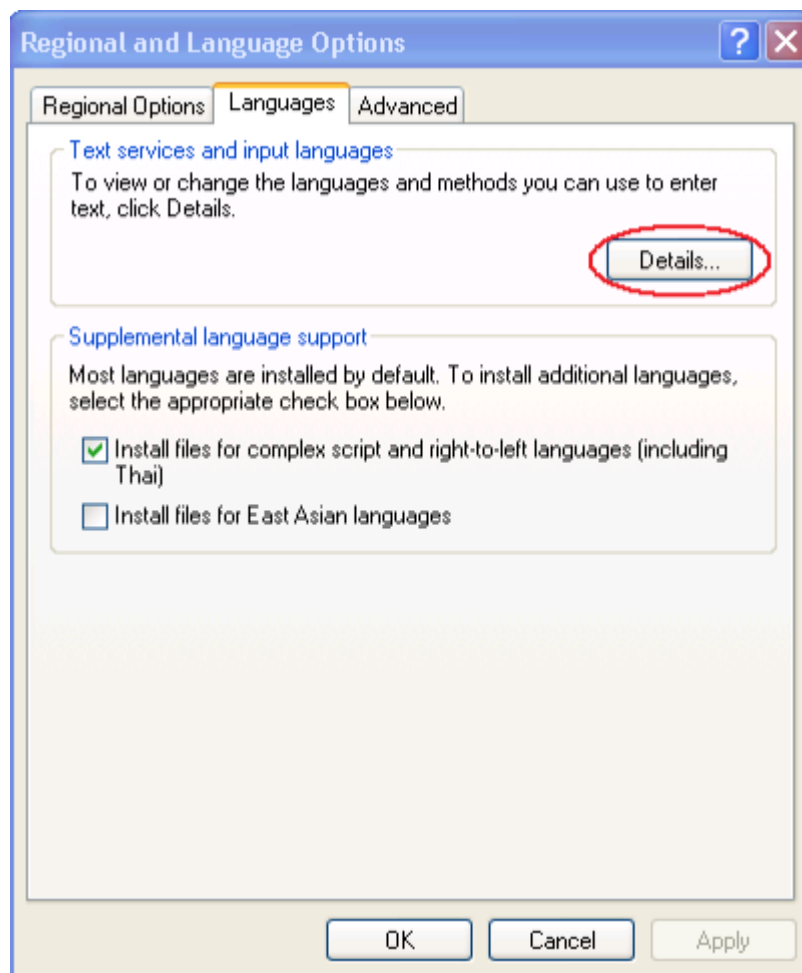 Regional and Language Options
Regional Options
Languages
Advanced
Text services and input languages
To view or change the languages and methods you can use to enter
text, click Details.
Details...
Supplemental language support
Most languages are installed by default. To install additional languages,
select the appropriate check box below.
Install files for complex script and right-to-left languages (including
Thai)
Install files for East Asian languages
OK
Cancel
Apply